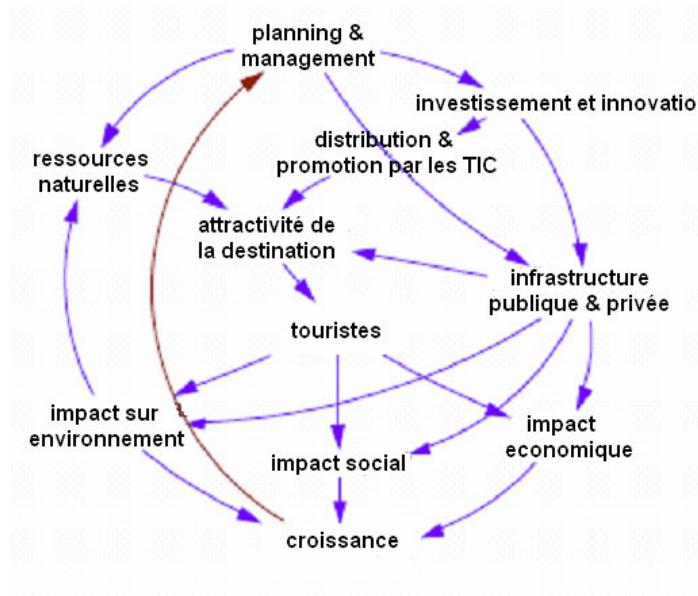 planning &
management
investissement et innovatio
distribution &
promotion par les TIC
ressources
naturelles
attractivité de
la destination
infrastructure
publique & privée
touristes
impact sur
environnement
impact
economique
impact social
croissance